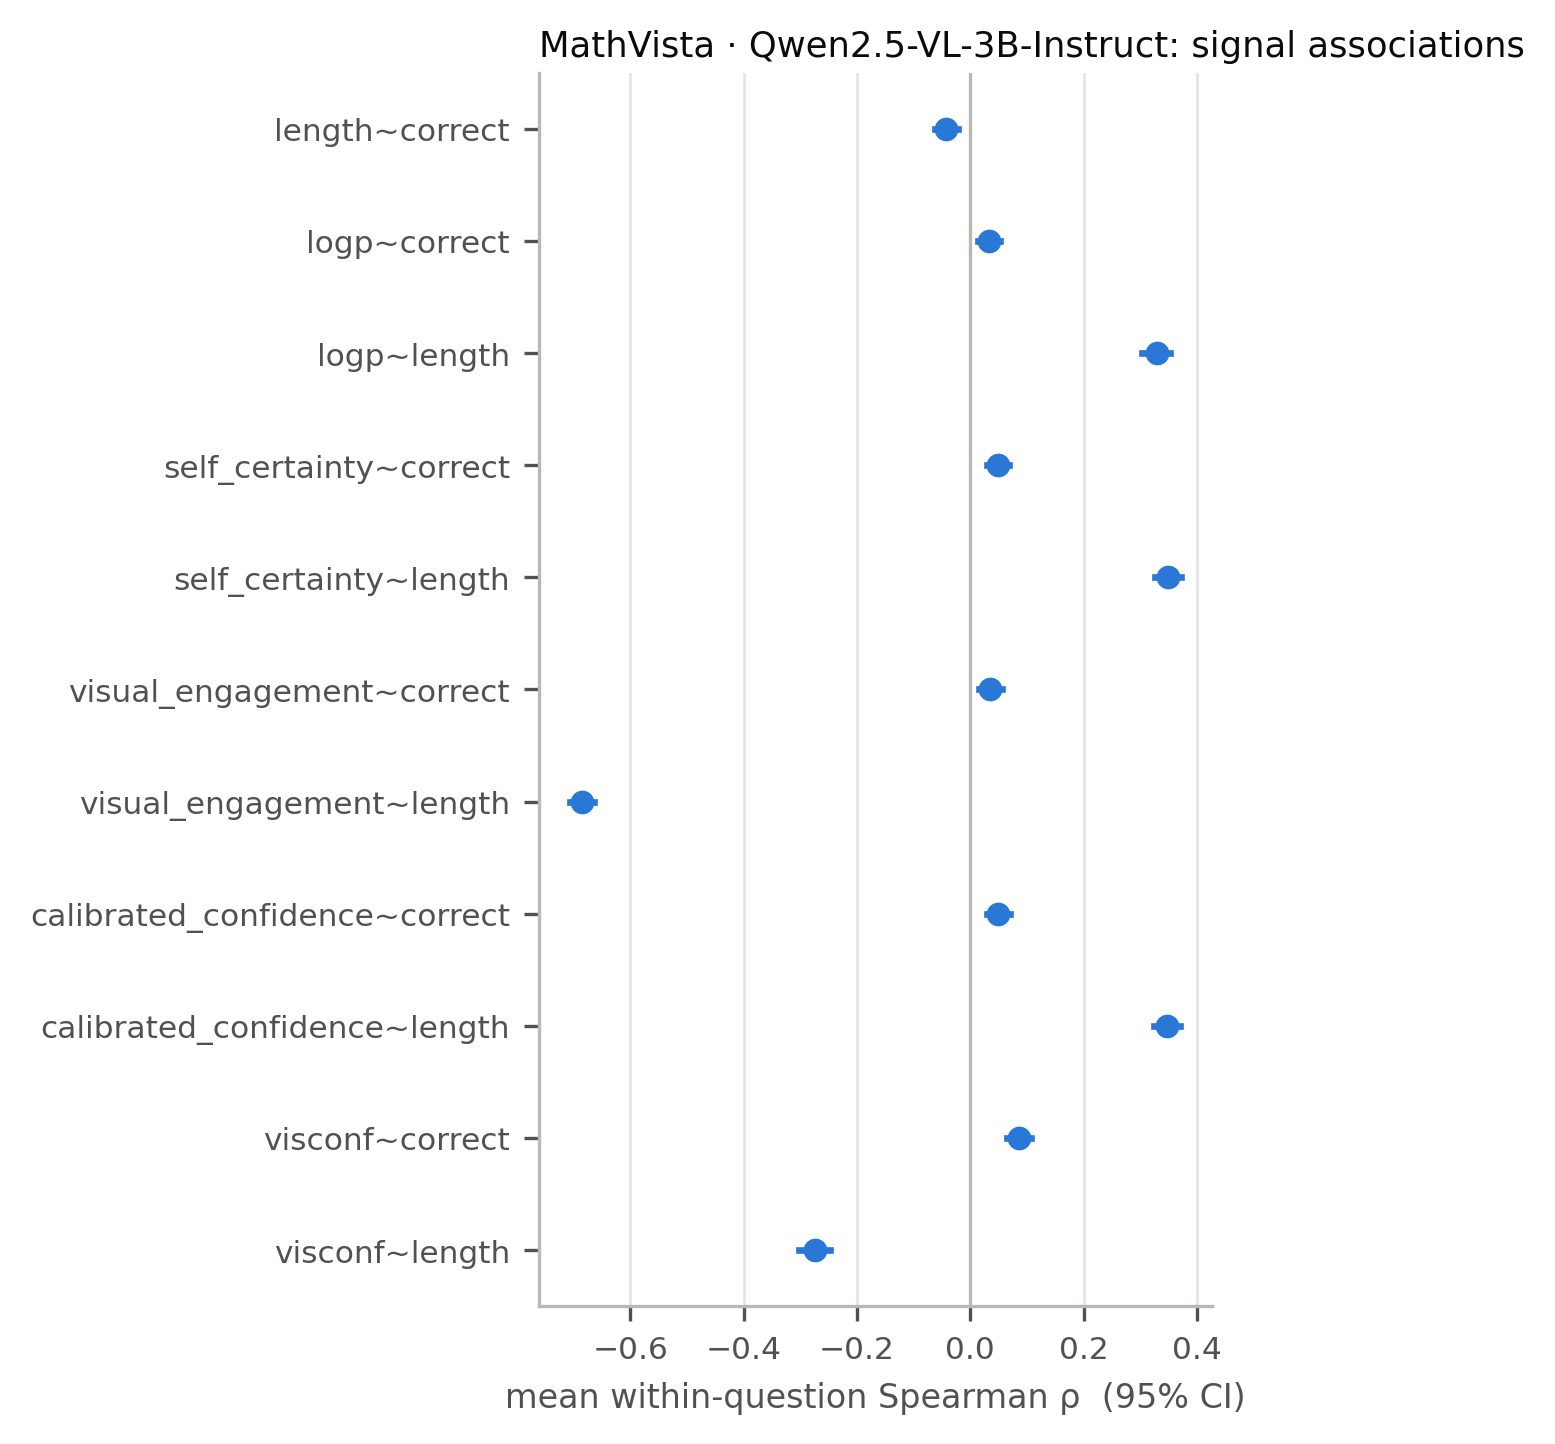 MathVista · Qwen2.5-VL-3B-Instruct: signal associations
length~correct
logp~correct
logp~length
self_certainty~correct
self_certainty~length
visual_engagement~correct
visual_engagement~length
calibrated_confidence~correct
calibrated_confidence~length
visconf~correct
visconf~length
−0.6 −0.4 −0.2 0.0 0.2 0.4
mean within-question Spearman ρ (95% CI)